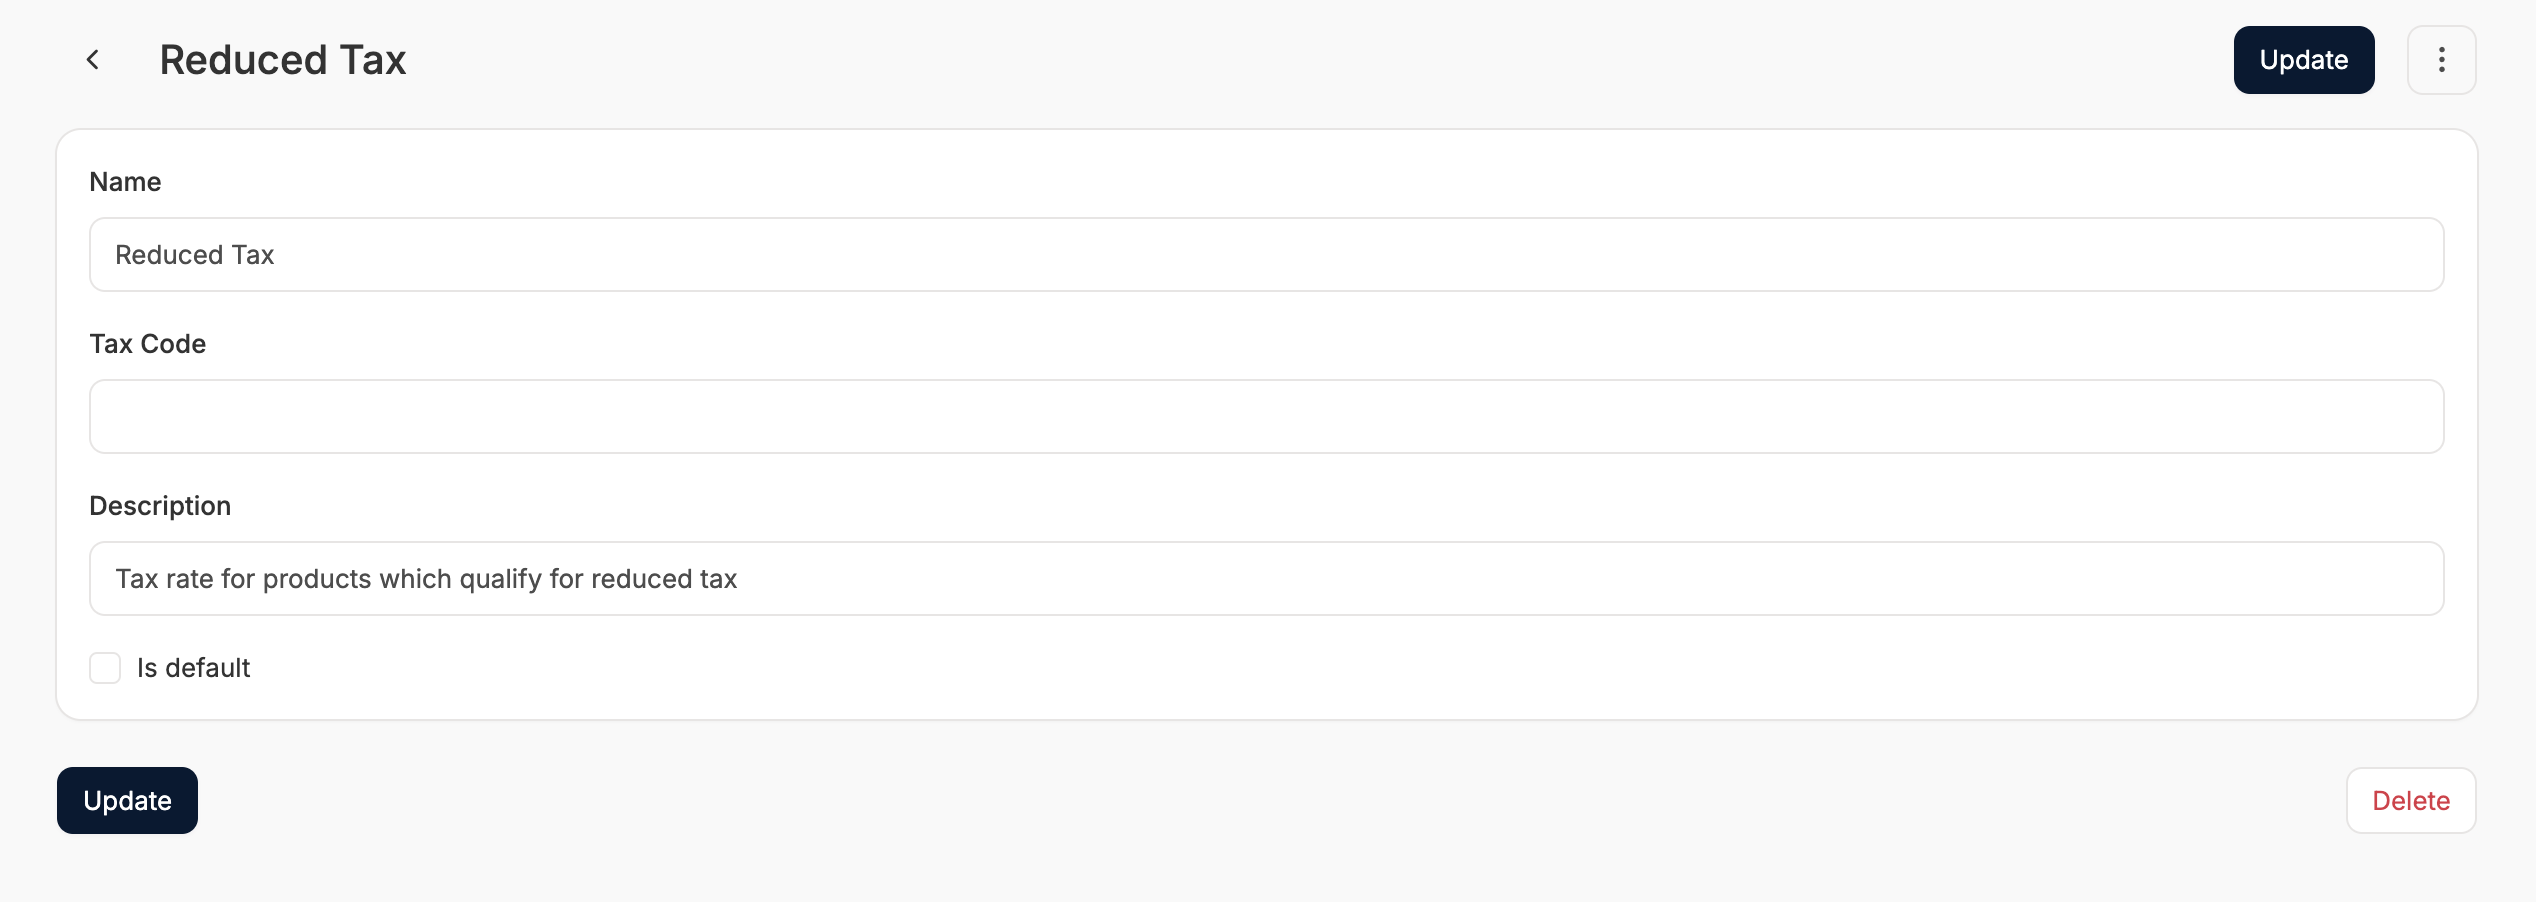 Reduced Tax
Update
Name
Reduced Tax
Tax Code
Description
Tax rate for products which qualify for reduced tax
Is default
Update
Delete